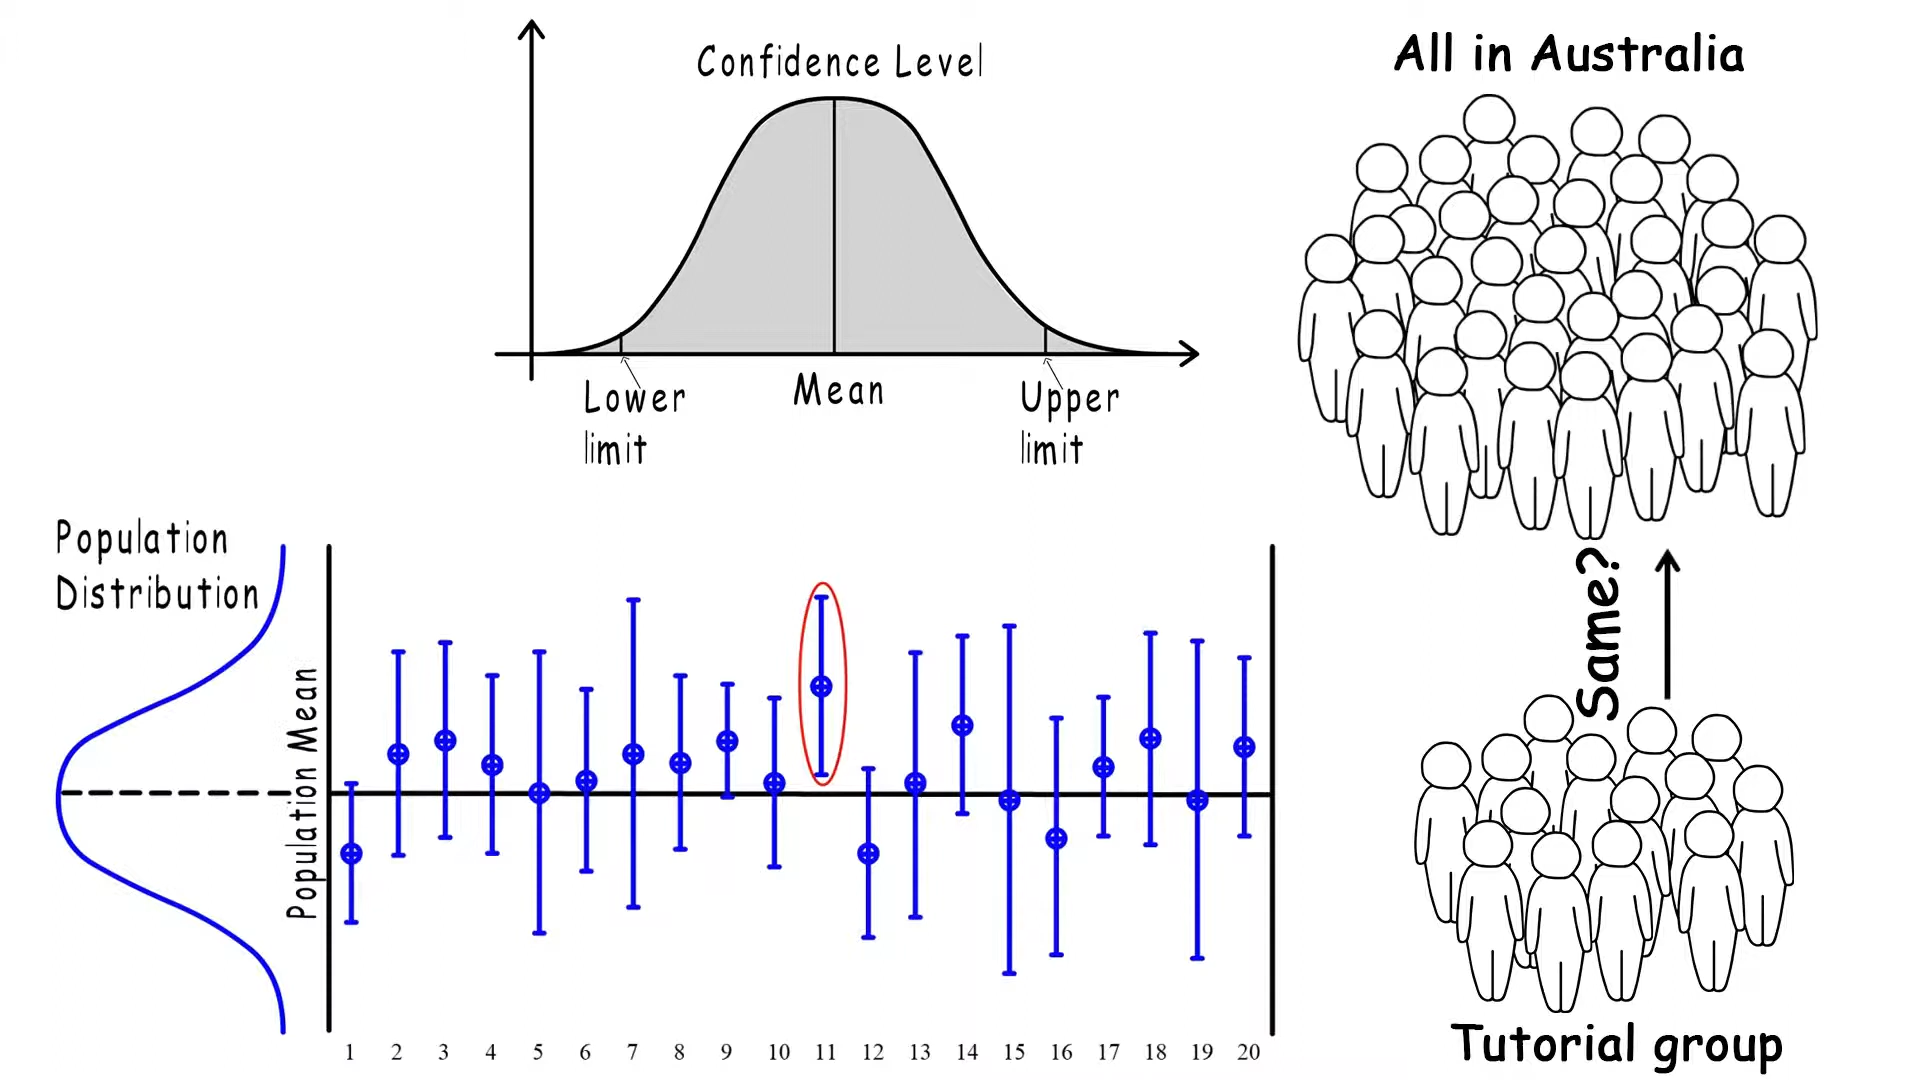 Confidence Level
Lower
limit
Mean
Upper
limit
All in Australia
Population
Distribution
Population Mean
1 2 3 4 5 6 7 8 9 10 11 12 13 14 15 16 17 18 19 20
Same?
Tutorial group